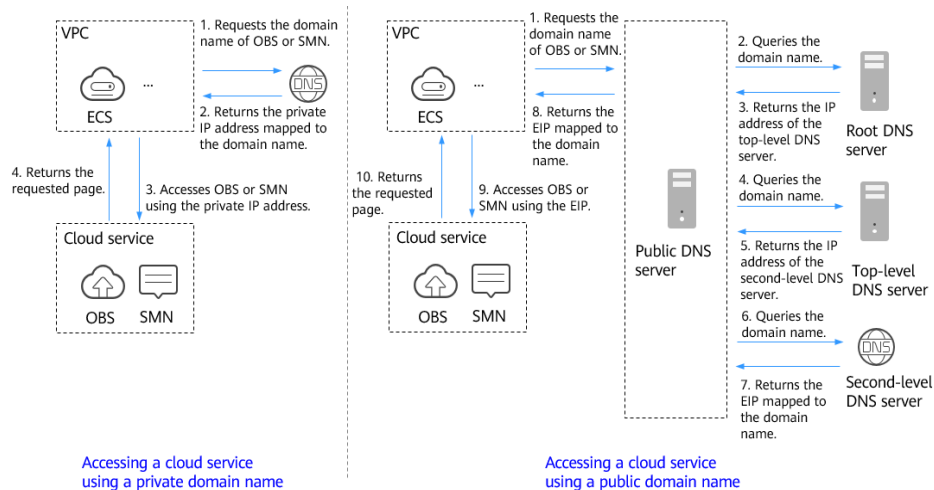 VPC
1. Requests the domain
name of OBS or SMN.
...
DNS
ECS
2. Returns the private
IP address mapped to
the domain name.
4. Returns the
requested page.
3. Accesses OBS or SMN
using the private IP address.
Cloud service
OBS
SMN
Accessing a cloud service
using a private domain name
VPC
1. Requests the
domain name
of OBS or SMN.
...
ECS
8. Returns the
EIP mapped to
the domain
name.
10. Returns
the requested
page.
9. Accesses OBS or
SMN using the EIP.
Cloud service
OBS
SMN
Public DNS
server
2. Queries the
domain name.
3. Returns the IP
address of the
top-level DNS
server.
Root DNS
server
4. Queries the
domain name.
5. Returns the IP
address of the
second-level DNS
server.
Top-level
DNS server
6. Queries the
domain name.
DNS
7. Returns the
EIP mapped to
the domain
name.
Second-level
DNS server
Accessing a cloud service
using a public domain name